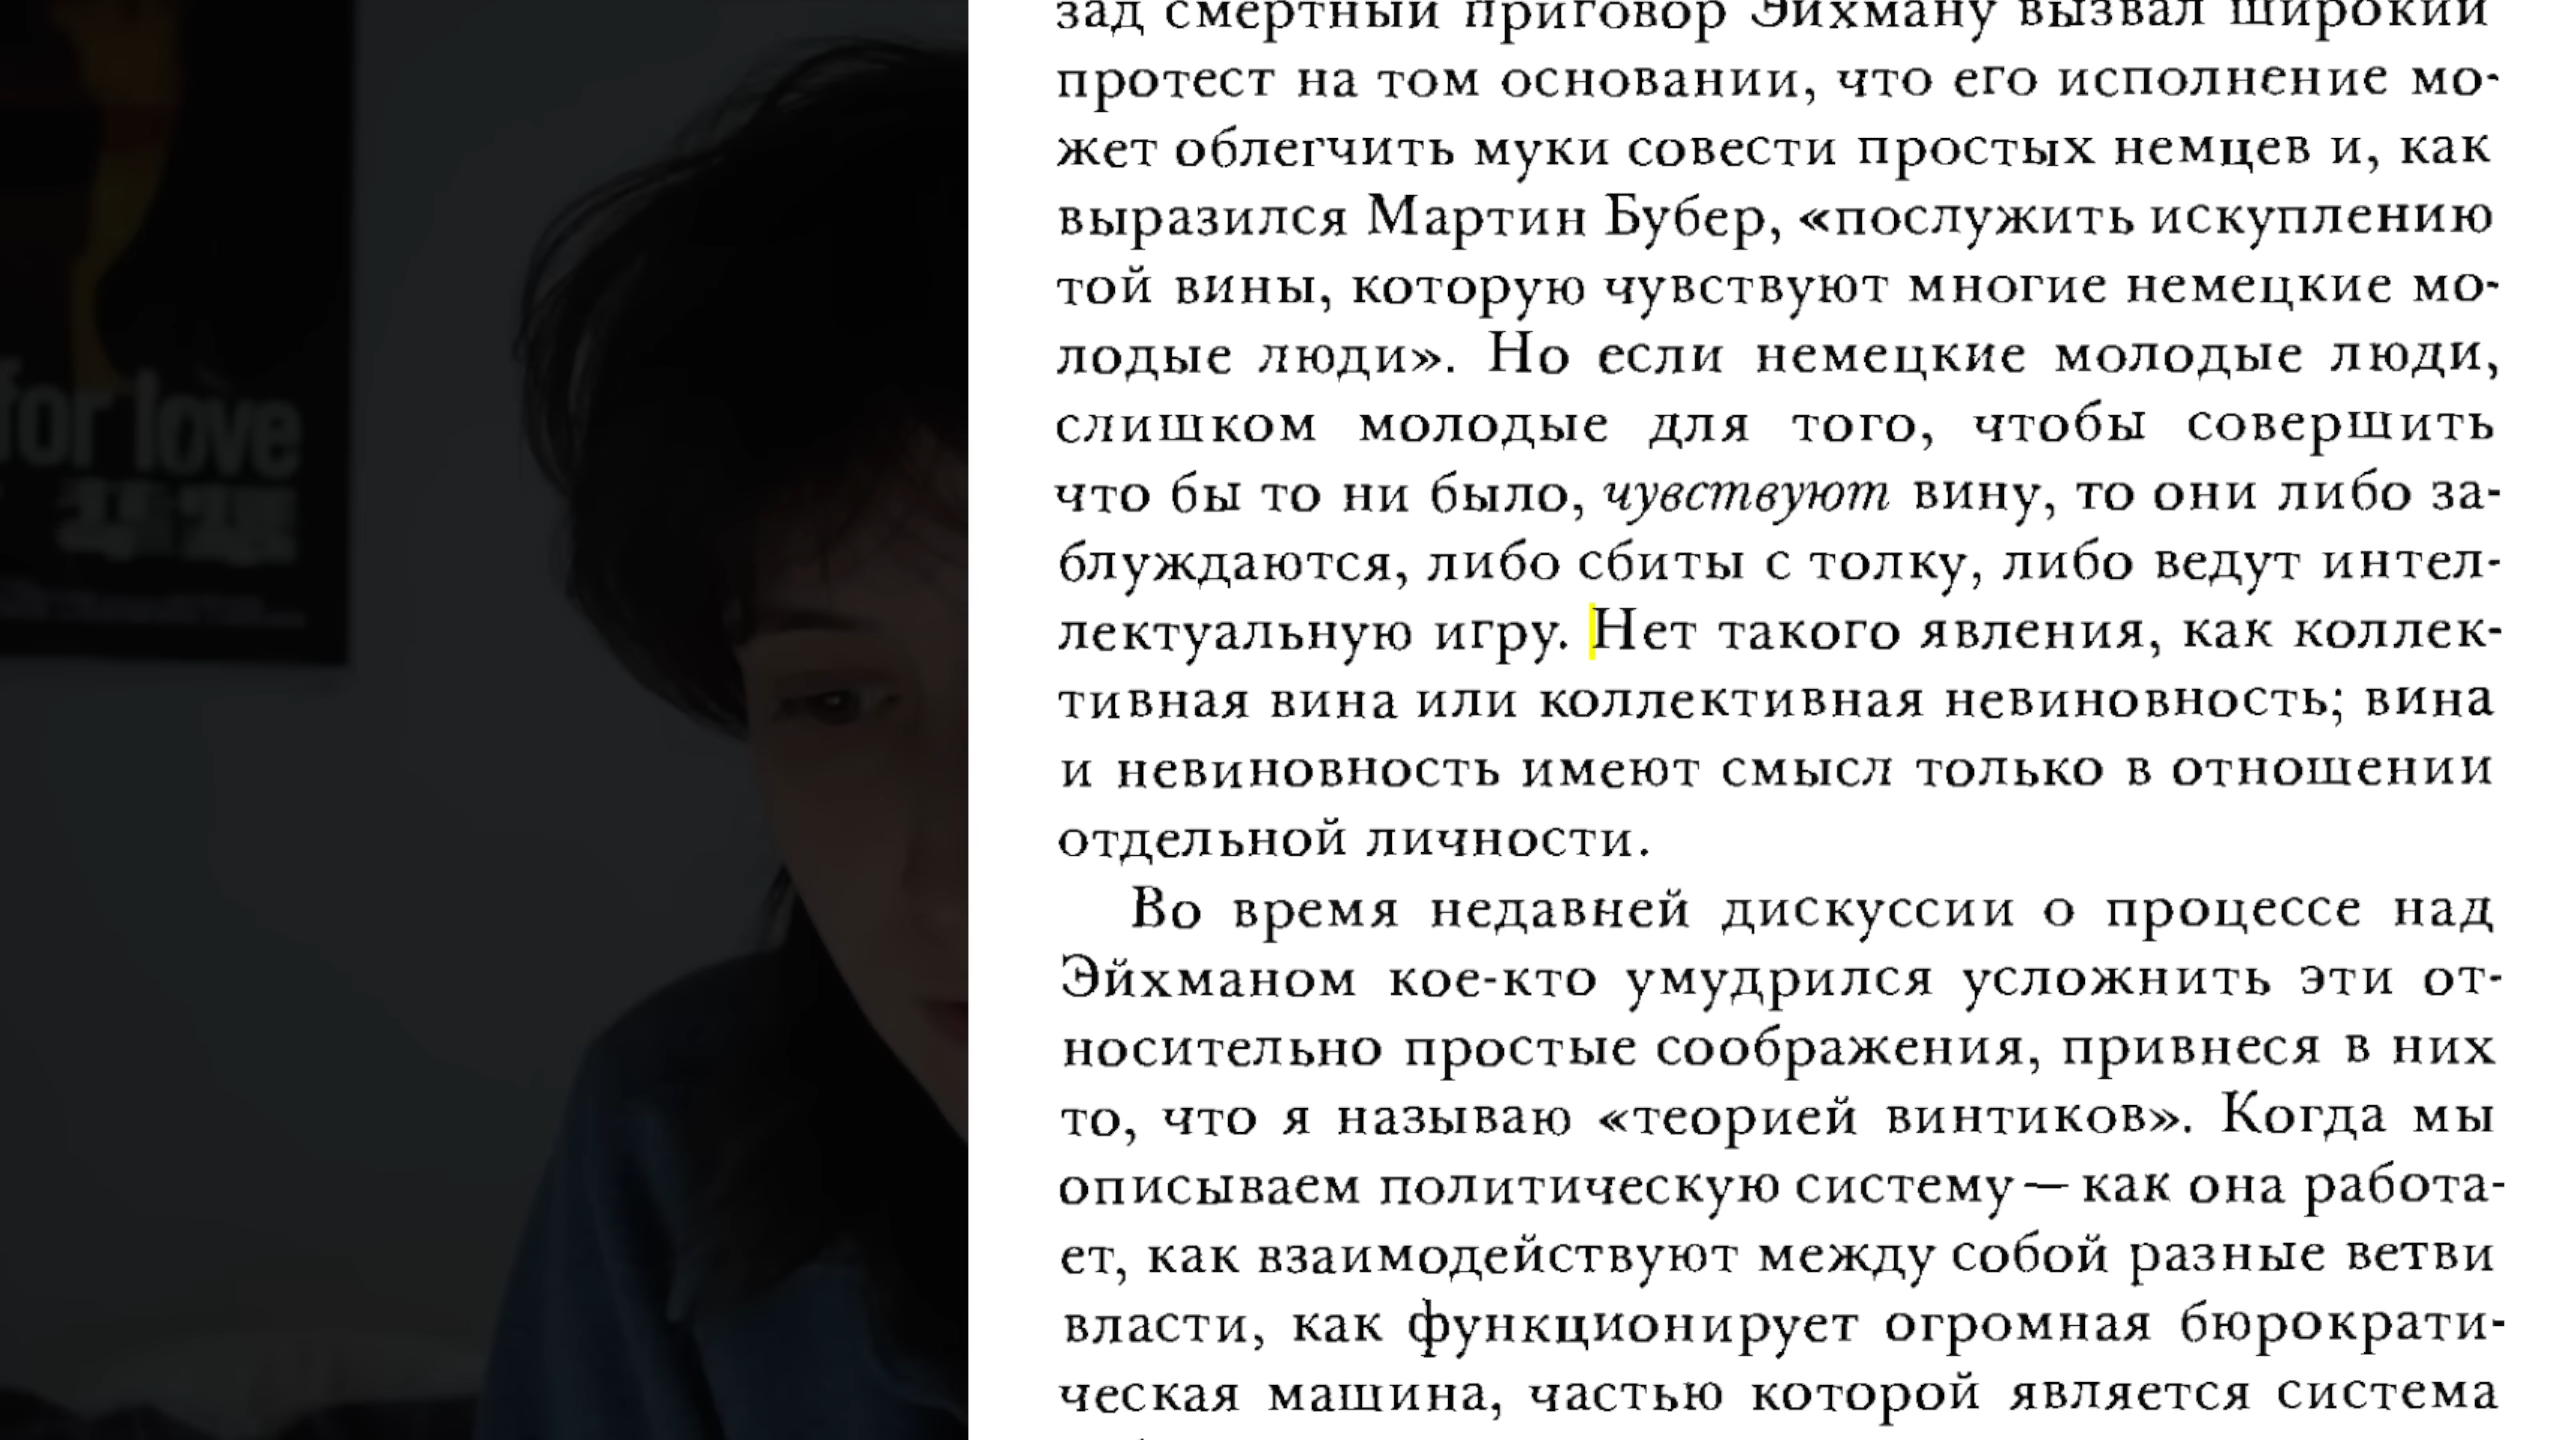 for love
зад смертный приговор Эйхману вызвал широкий
протест на том основании, что его исполнение мо-
жет облегчить муки совести простых немцев и, как
выразился Мартин Бубер, «послужить искуплению
той вины, которую чувствуют многие немецкие мо-
лодые люди». Но если немецкие молодые люди,
слишком молодые для того, чтобы совершить
что бы то ни было, чувствуют вину, то они либо за-
блуждаются, либо сбиты с толку, либо ведут интел-
лектуальную игру. Нет такого явления, как коллек-
тивная вина или коллективная невиновность; вина
и невиновность имеют смысл только в отношении
отдельной личности.
Во время недавней дискуссии о процессе над
Эйхманом кое-кто умудрился усложнить эти от-
носительно простые соображения, привнеся в них
то, что я называю «теорией винтиков». Когда мы
описываем политическую систему — как она работа-
ет, как взаимодействуют между собой разные ветви
власти, как функционирует огромная бюрократи-
ческая машина, частью которой является система